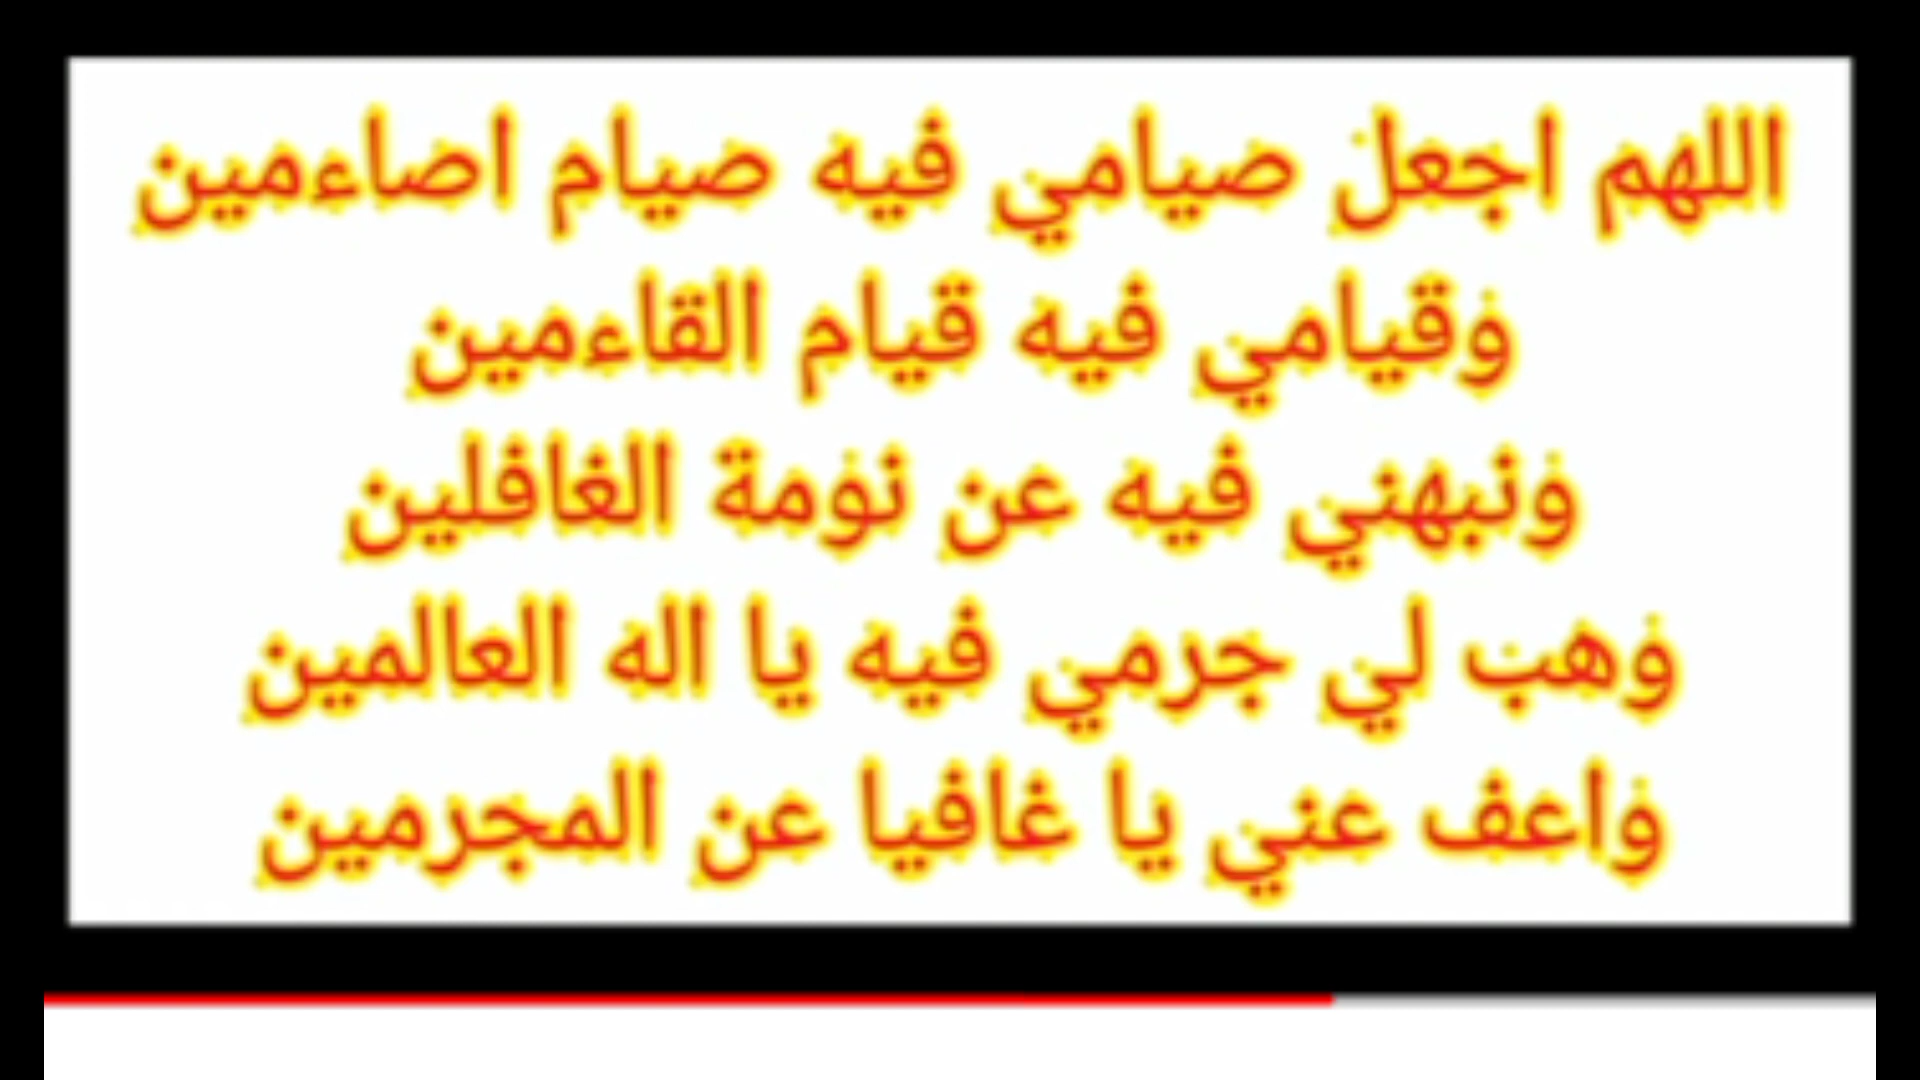 اللهم اجعل صيامي فيه صيام اصاءمين
وقيامي فيه قيام القاءمين
ونبهني فيه عن نومة الغافلين
وهب لي جرمي فيه يا اله العالمين
واعف عني يا غافيا عن المجرمين